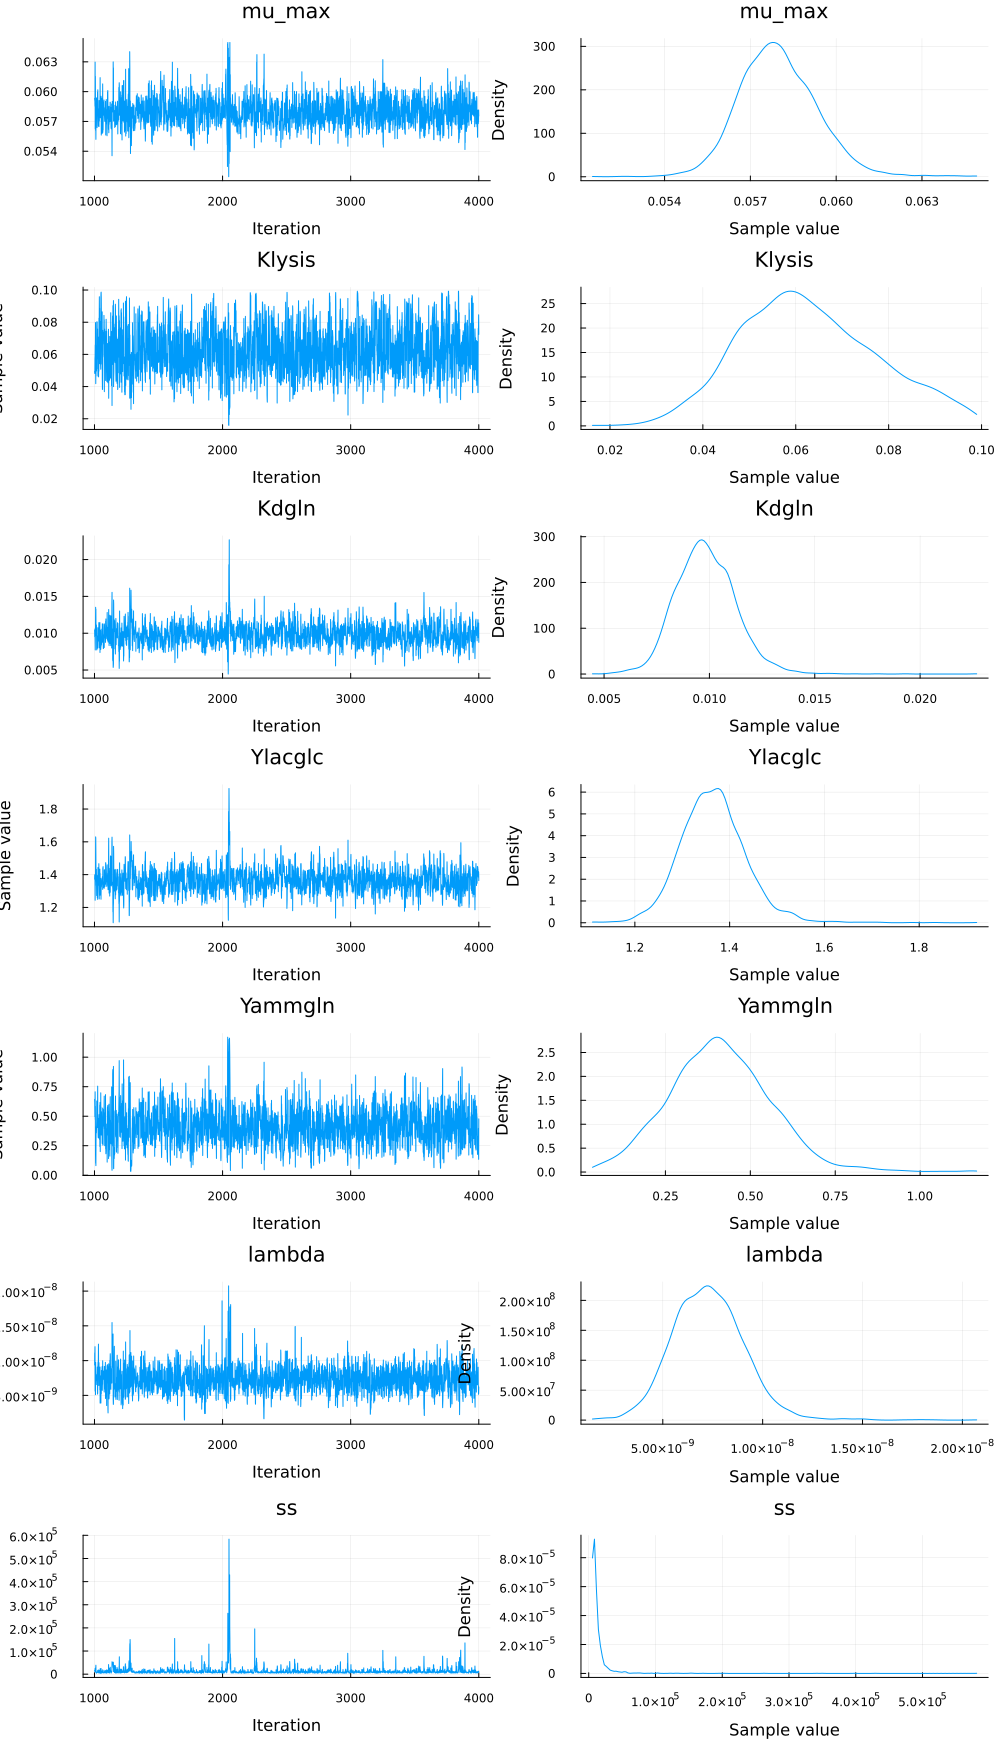 mu_max mu_max
0.063
0.060
0.057
0.054
1000 2000 3000 4000
Iteration
Density
300
200
100
0
0.054 0.057 0.060 0.063
Sample value
Klysis Klysis
0.10
0.08
0.06
0.04
0.02
1000 2000 3000 4000
Iteration
Density
25
20
15
10
5
0
0.02 0.04 0.06 0.08 0.10
Sample value
Kdgln Kdgln
0.020
0.015
0.010
0.005
1000 2000 3000 4000
Iteration
Density
300
200
100
0
0.005 0.010 0.015 0.020
Sample value
Ylacglc Ylacglc
Sample value
1.8
1.6
1.4
1.2
1000 2000 3000 4000
Iteration
Density
6
5
4
3
2
1
0
1.2 1.4 1.6 1.8
Sample value
Yammgln Yammgln
1.00
0.75
0.50
0.25
0.00
1000 2000 3000 4000
Iteration
Density
2.5
2.0
1.5
1.0
0.5
0.0
0.25 0.50 0.75 1.00
Sample value
lambda lambda
.00×10⁻⁸
.50×10⁻⁸
.00×10⁻⁸
.00×10⁻⁹
1000 2000 3000 4000
Iteration
Density
2.00×10⁸
1.50×10⁸
1.00×10⁸
5.00×10⁷
0
5.00×10⁻⁹ 1.00×10⁻⁸ 1.50×10⁻⁸ 2.00×10⁻⁸
Sample value
ss ss
6.0×10⁵
5.0×10⁵
4.0×10⁵
3.0×10⁵
2.0×10⁵
1.0×10⁵
0
1000 2000 3000 4000
Iteration
Density
8.0×10⁻⁵
6.0×10⁻⁵
4.0×10⁻⁵
2.0×10⁻⁵
0
0 1.0×10⁵ 2.0×10⁵ 3.0×10⁵ 4.0×10⁵ 5.0×10⁵
Sample value